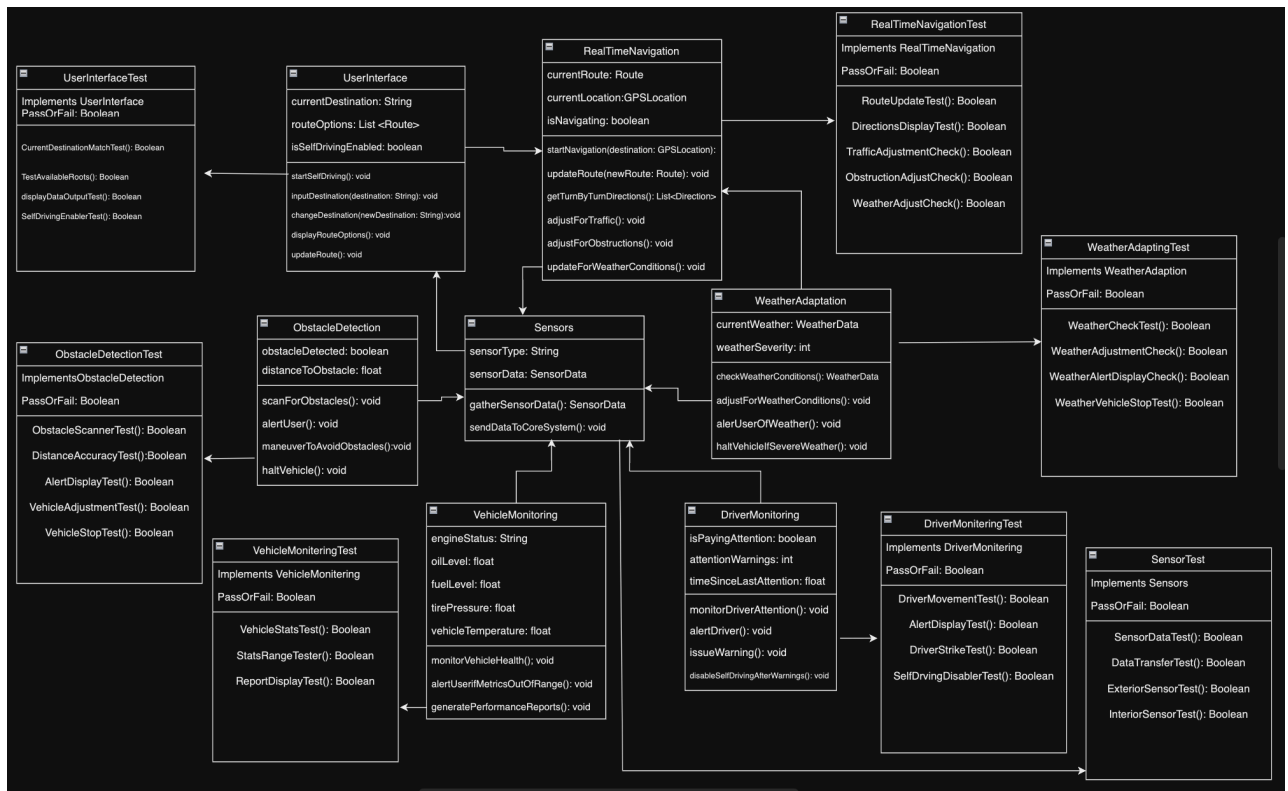 UserInterfaceTest
Implements UserInterface
PassOrFail: Boolean
CurrentDestinationMatchTest(): Boolean
TestAvailableRoots(): Boolean
displayDataOutputTest(): Boolean
SelfDrivingEnablerTest(): Boolean
UserInterface
currentDestination: String
routeOptions: List <Route>
isSelfDrivingEnabled: boolean
startSelfDriving(): void
inputDestination(destination: String): void
changeDestination(newDestination: String):void
displayRouteOptions(): void
updateRoute(): void
RealTimeNavigation
currentRoute: Route
currentLocation:GPSLocation
isNavigating: boolean
startNavigation(destination: GPSLocation):
updateRoute(newRoute: Route): void
getTurnByTurnDirections(): List<Direction>
adjustForTraffic(): void
adjustForObstructions(): void
updateForWeatherConditions(): void
RealTimeNavigationTest
Implements RealTimeNavigation
PassOrFail: Boolean
RouteUpdateTest(): Boolean
DirectionsDisplayTest(): Boolean
TrafficAdjustmentCheck(): Boolean
ObstructionAdjustCheck(): Boolean
WeatherAdjustCheck(): Boolean
WeatherAdaptingTest
Implements WeatherAdaption
PassOrFail: Boolean
WeatherCheckTest(): Boolean
WeatherAdjustmentCheck(): Boolean
WeatherAlertDisplayCheck(): Boolean
WeatherVehicleStopTest(): Boolean
WeatherAdaptation
currentWeather: WeatherData
weatherSeverity: int
checkWeatherConditions(): WeatherData
adjustForWeatherConditions(): void
alerUserOfWeather(): void
haltVehicleIfSevereWeather(): void
Sensors
sensorType: String
sensorData: SensorData
gatherSensorData(): SensorData
sendDataToCoreSystem(): void
ObstacleDetection
obstacleDetected: boolean
distanceToObstacle: float
scanForObstacles(): void
alertUser(): void
maneuverToAvoidObstacles():void
haltVehicle(): void
ObstacleDetectionTest
ImplementsObstacleDetection
PassOrFail: Boolean
ObstacleScannerTest(): Boolean
DistanceAccuracyTest():Boolean
AlertDisplayTest(): Boolean
VehicleAdjustmentTest(): Boolean
VehicleStopTest(): Boolean
VehicleMoniteringTest
Implements VehicleMonitering
PassOrFail: Boolean
VehicleStatsTest(): Boolean
StatsRangeTester(): Boolean
ReportDisplayTest(): Boolean
VehicleMonitoring
engineStatus: String
oilLevel: float
fuelLevel: float
tirePressure: float
vehicleTemperature: float
monitorVehicleHealth(); void
alertUserifMetricsOutOfRange(): void
generatePerformanceReports(): void
DriverMonitoring
isPayingAttention: boolean
attentionWarnings: int
timeSinceLastAttention: float
monitorDriverAttention(): void
alertDriver(): void
issueWarning(): void
disableSelfDrivingAfterWarnings(): void
DriverMoniteringTest
Implements DriverMonitering
PassOrFail: Boolean
DriverMovementTest(): Boolean
AlertDisplayTest(): Boolean
DriverStrikeTest(): Boolean
SelfDrvingDisablerTest(): Boolean
SensorTest
Implements Sensors
PassOrFail: Boolean
SensorDataTest(): Boolean
DataTransferTest(): Boolean
ExteriorSensorTest(): Boolean
InteriorSensorTest(): Boolean